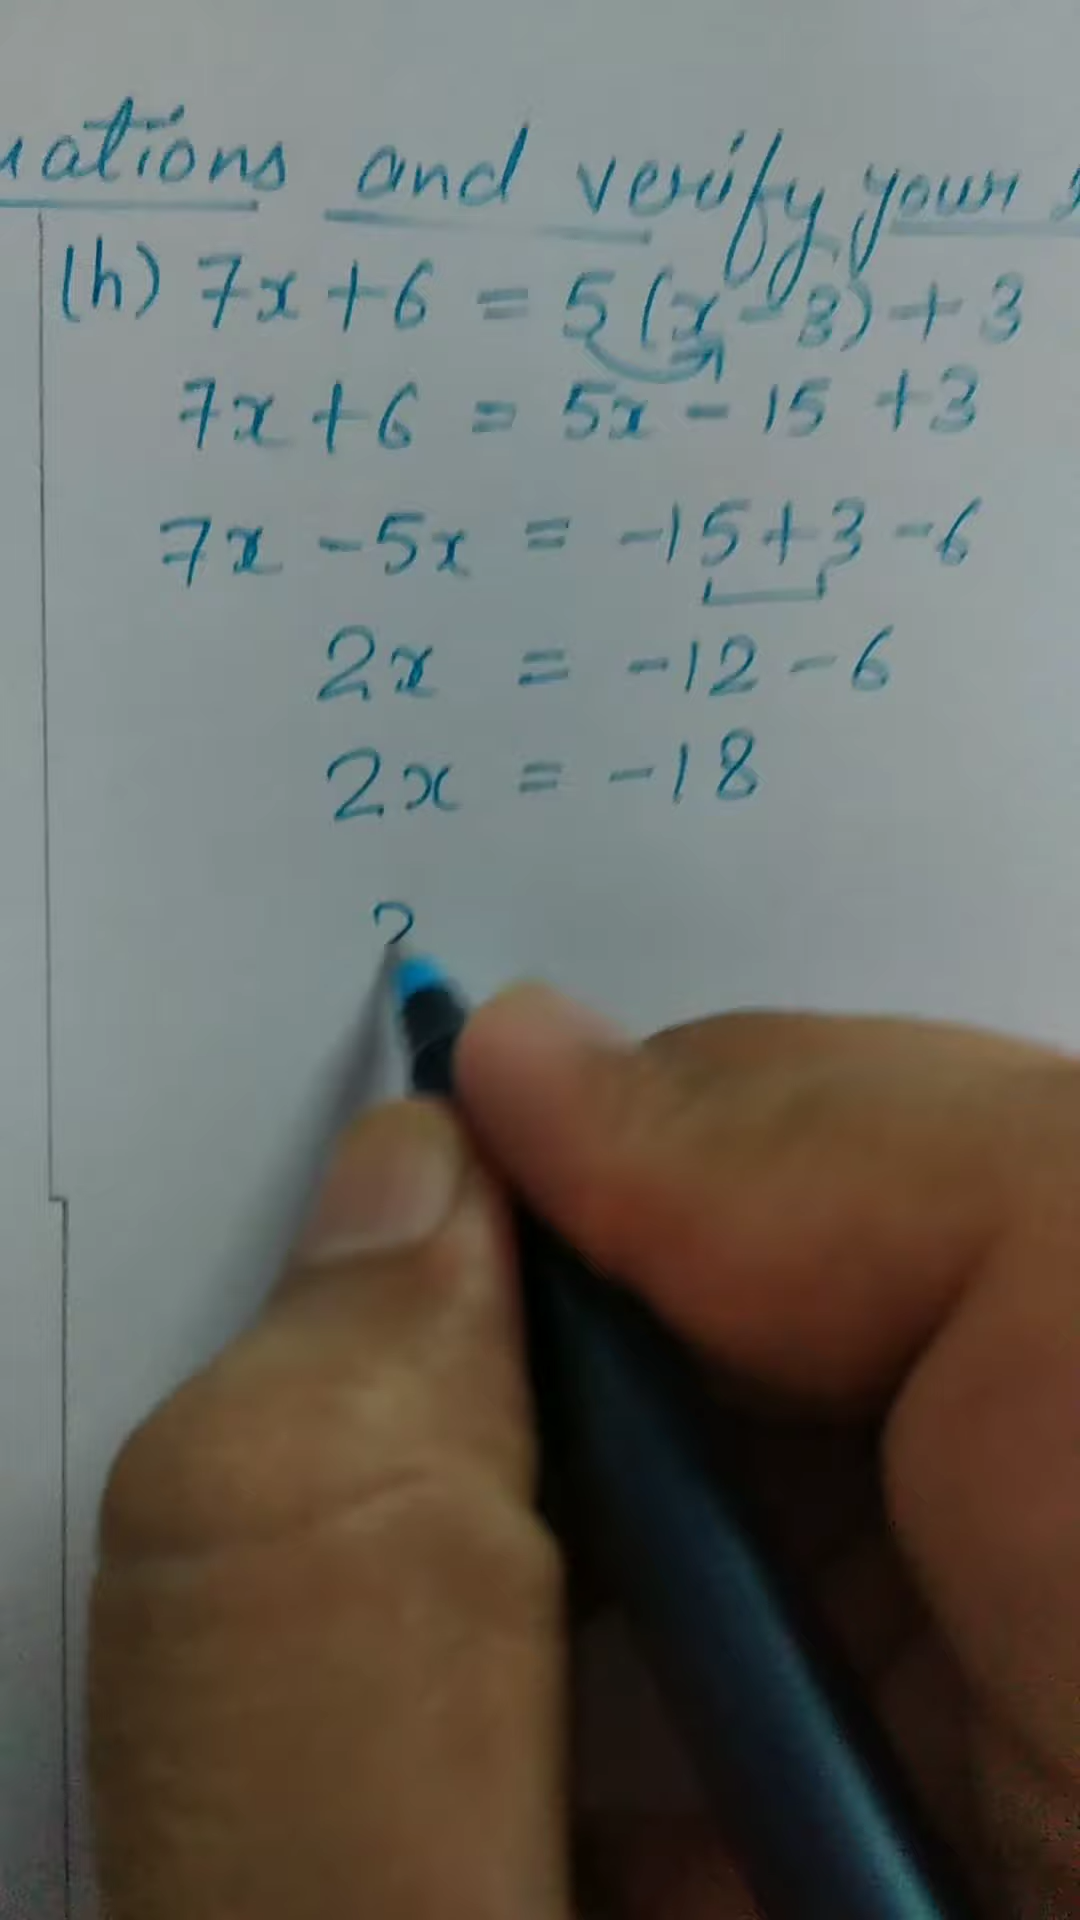 and verify your
(h) 7x + 6 = 5 (x - 3) + 3
7x + 6 = 5x - 15 + 3
7x - 5x = -15 + 3 - 6
2x = -12 - 6
2x = -18
2